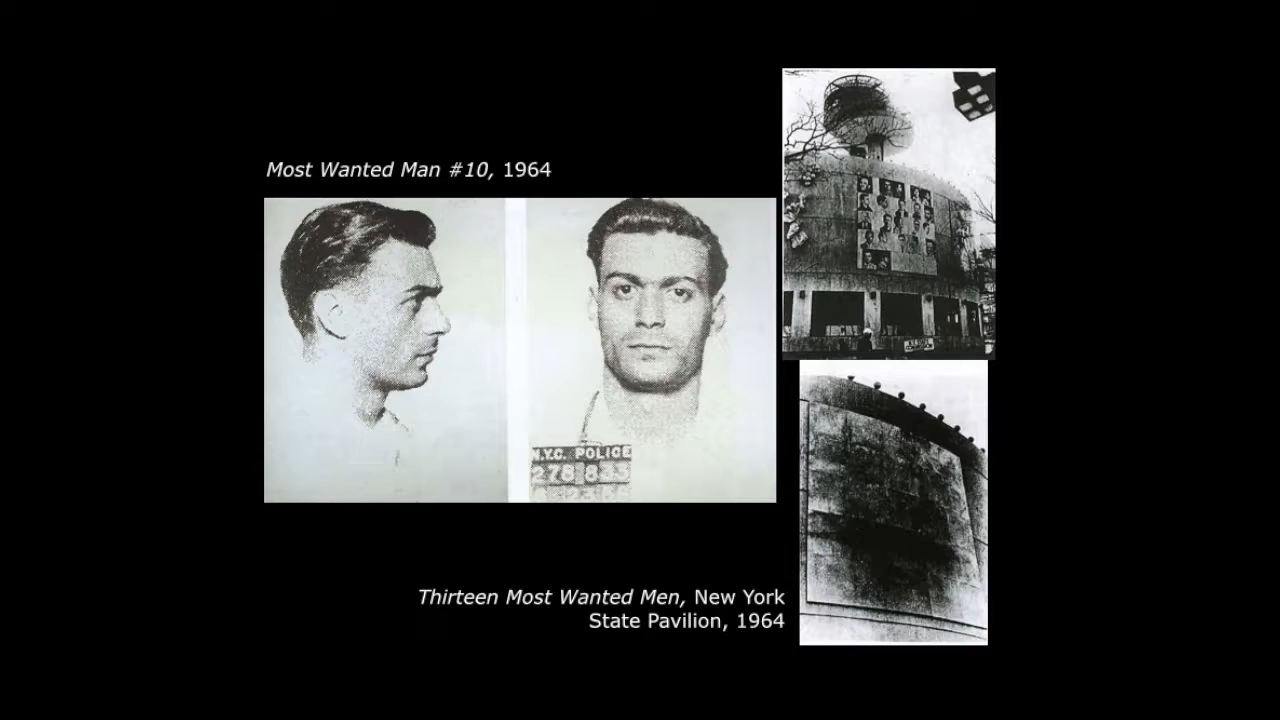 Most Wanted Man #10, 1964
N.Y.C. POLICE
278 833
Thirteen Most Wanted Men, New York
State Pavilion, 1964